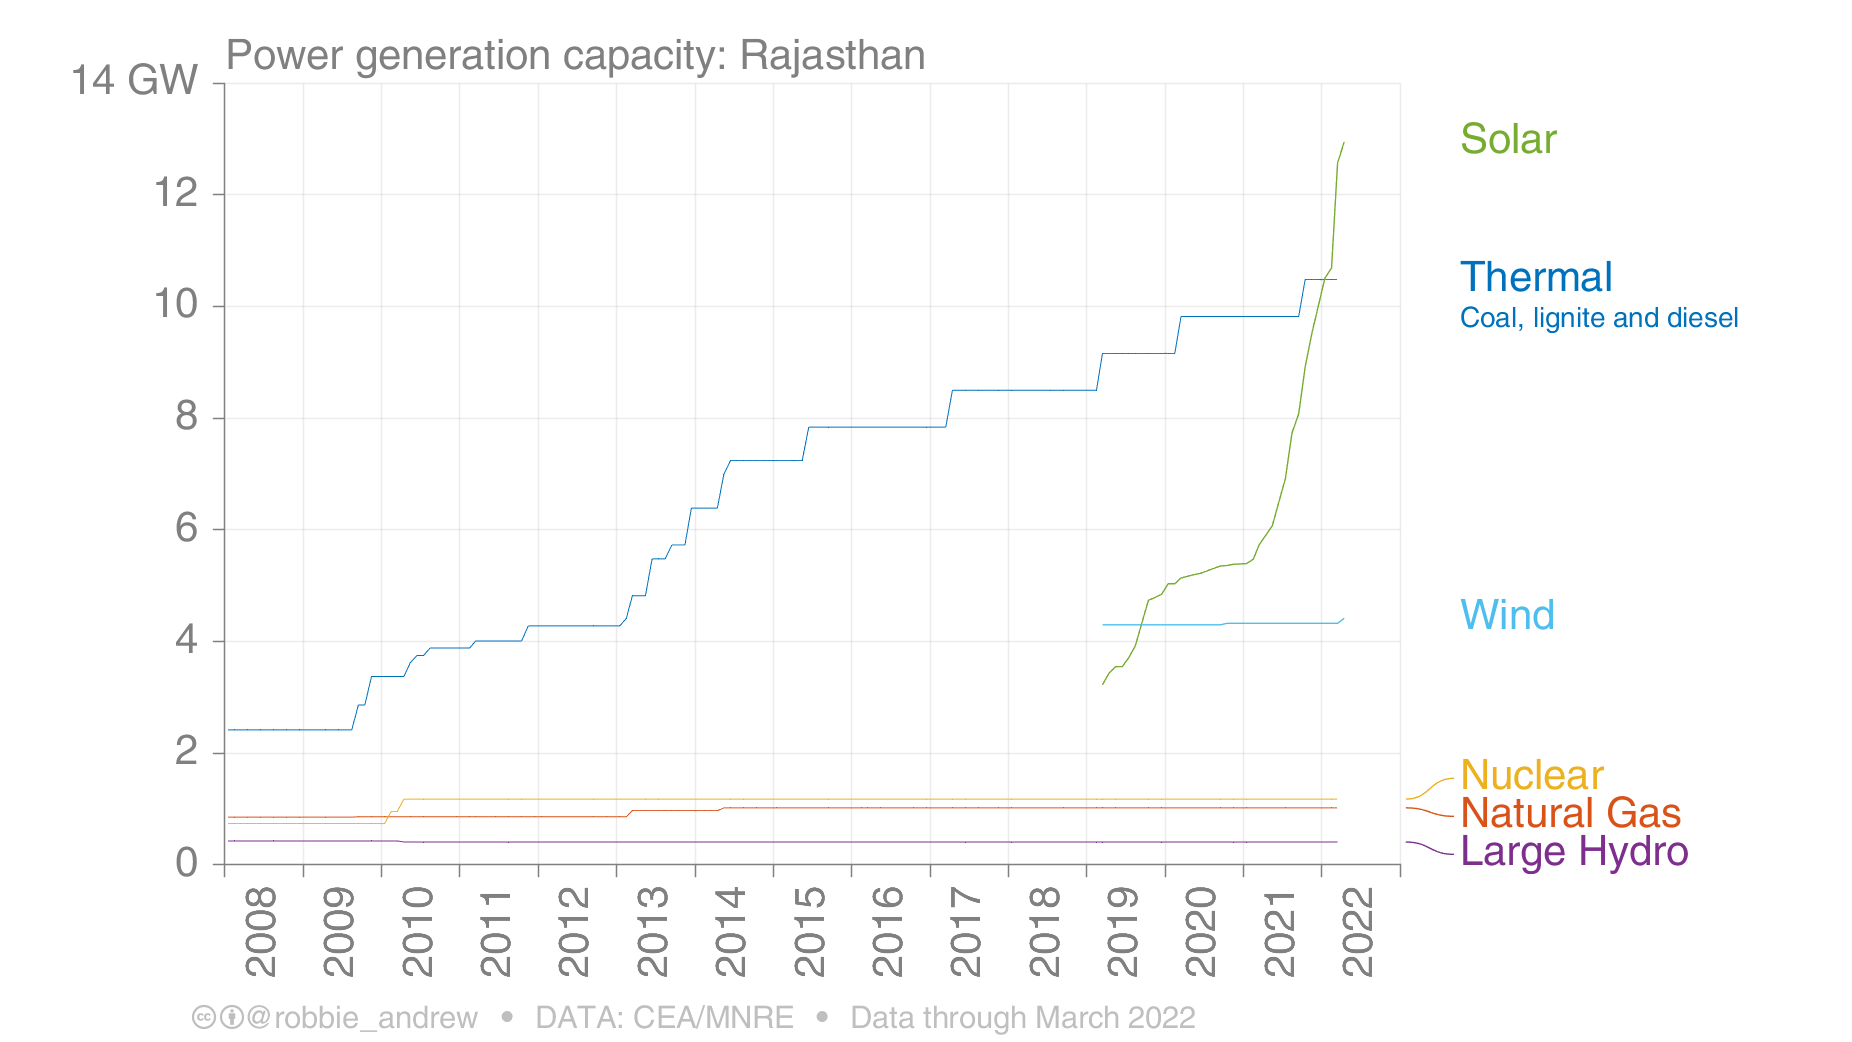 Power generation capacity: Rajasthan
14 GW
12
10
8
6
4
2
0
Solar
Thermal
Coal, lignite and diesel
Wind
Nuclear
Natural Gas
Large Hydro
2008
2009
2010
2011
2012
2013
2014
2015
2016
2017
2018
2019
2020
2021
2022
cc @robbie_andrew • DATA: CEA/MNRE • Data through March 2022